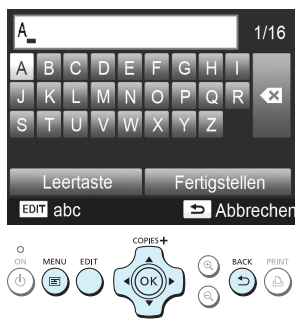 A_ 1/16
A B C D E F G H I
J K L M N O P Q R
S T U V W X Y Z
Leertaste Fertigstellen
EDIT abc Abbrechen
COPIES+
ON MENU EDIT BACK PRINT
OK